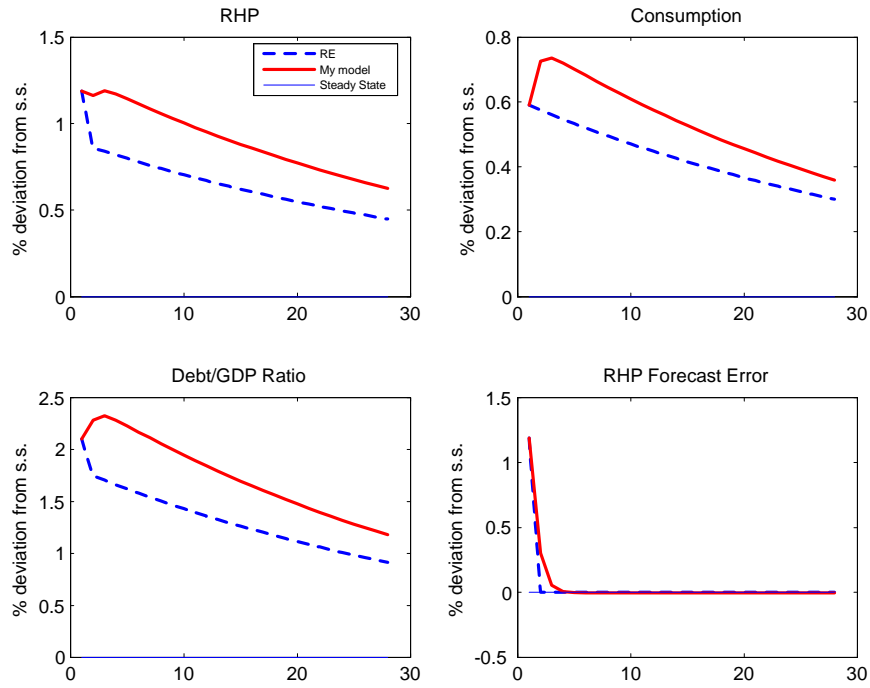 RHP
Consumption
1.5
1
0.5
0
% deviation from s.s.
RE
My model
Steady State
0 10 20 30
0.8
0.6
0.4
0.2
0
% deviation from s.s.
0 10 20 30
Debt/GDP Ratio
RHP Forecast Error
2.5
2
1.5
1
0.5
0
% deviation from s.s.
0 10 20 30
1.5
1
0.5
0
-0.5
% deviation from s.s.
0 10 20 30